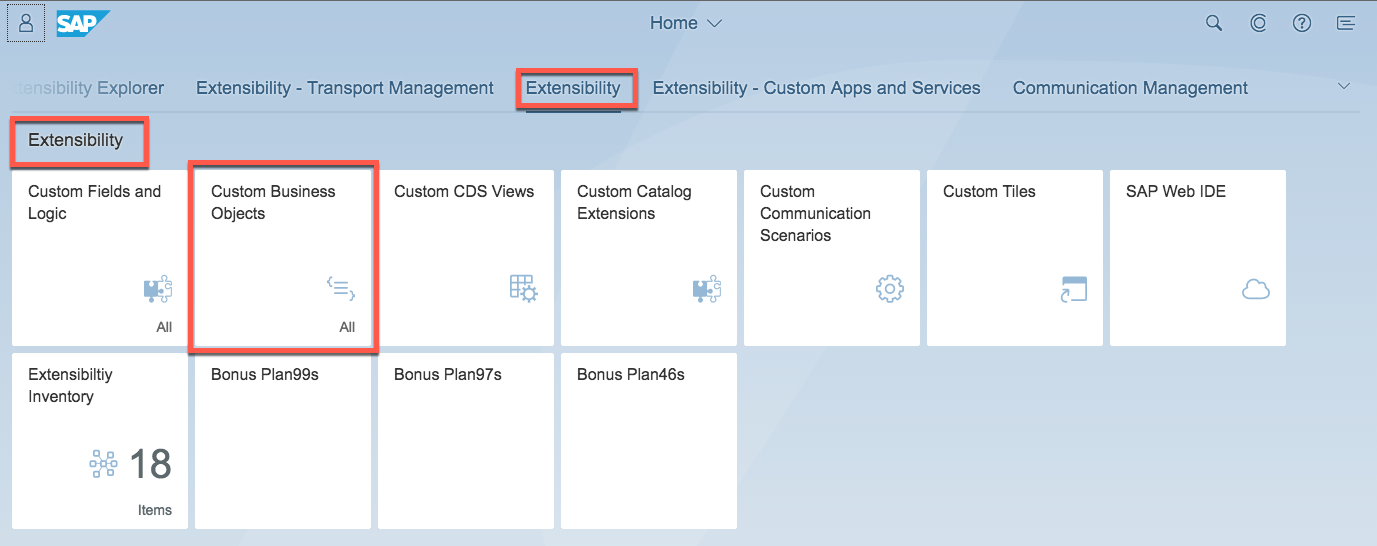 SAP
Home
Explorer
Extensibility - Transport Management
Extensibility
Extensibility - Custom Apps and Services
Communication Management
Extensibility
Custom Fields and
Logic
All
Custom Business
Objects
All
Custom CDS Views
Custom Catalog
Extensions
Custom
Communication
Scenarios
Custom Tiles
SAP Web IDE
Extensibiltiy
Inventory
18
Items
Bonus Plan99s
Bonus Plan97s
Bonus Plan46s